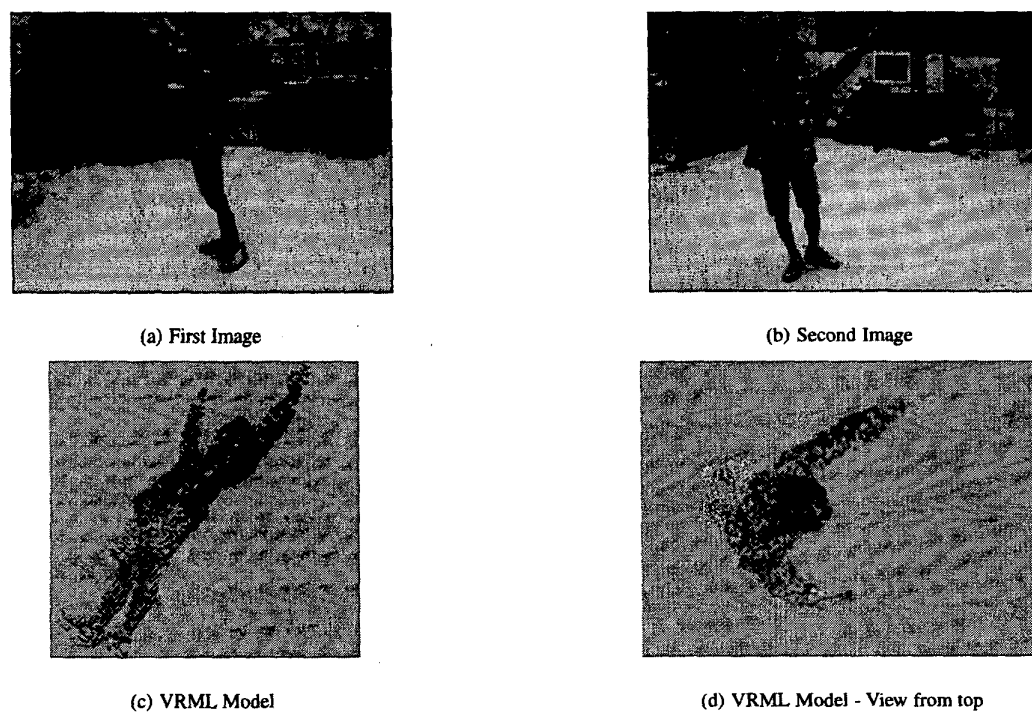 (a) First Image
(b) Second Image
(c) VRML Model
(d) VRML Model - View from top